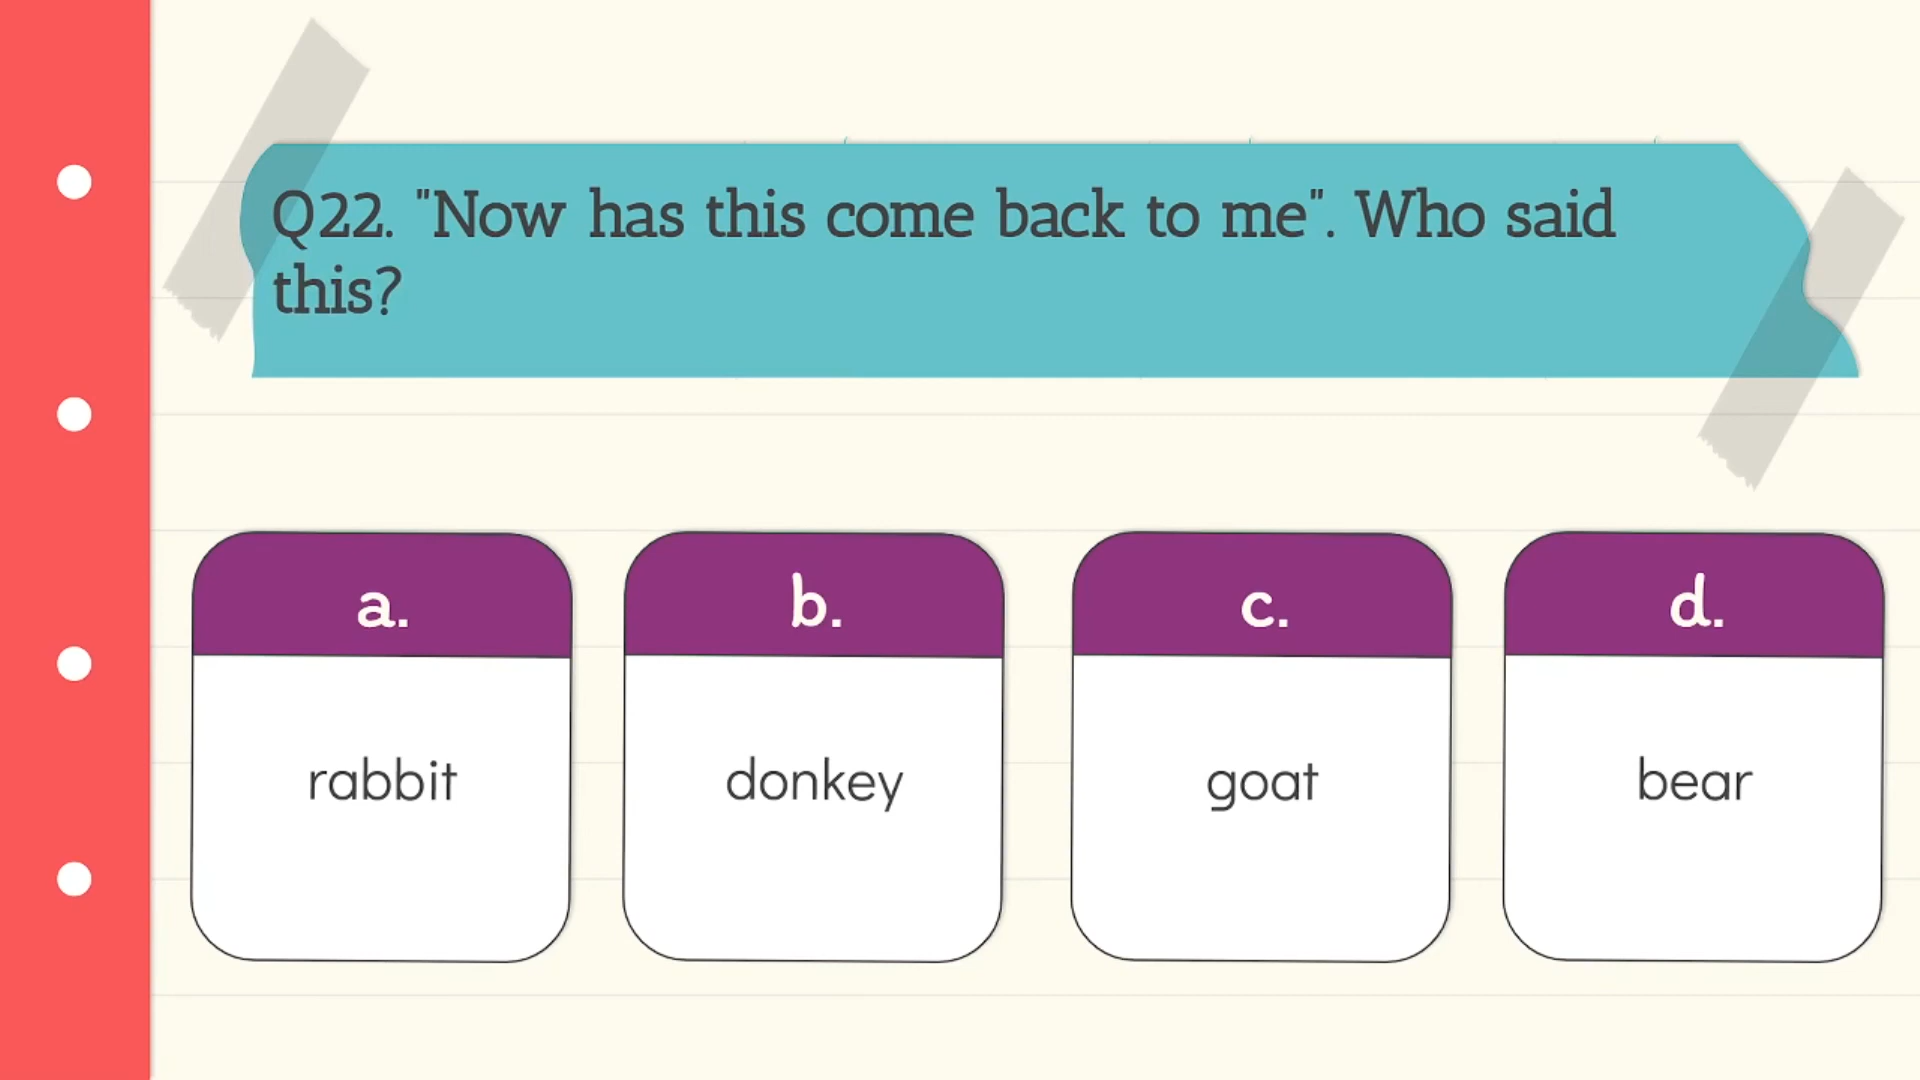 Q22. "Now has this come back to me". Who said
this?
a.
b.
c.
d.
rabbit
donkey
goat
bear